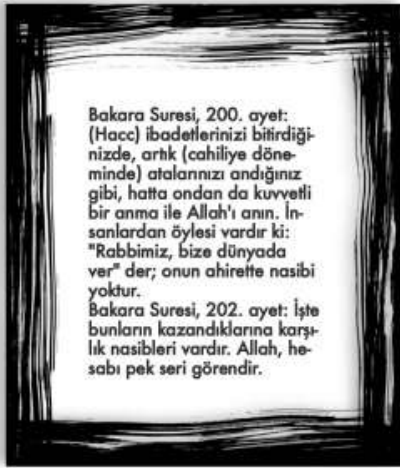 Bakara Suresi, 200. ayet:
(Hacc) ibadetlerinizi bitirdiği-
nizde, artık (cahiliye döne-
minde) atalarınızı andığınız
gibi, hatta ondan da kuvvetli
bir anma ile Allah'ı anın. İn-
sanlardan öylesi vardır ki:
"Rabbimiz, bize dünyada
ver" der; onun ahirette nasibi
yoktur.
Bakara Suresi, 202. ayet: İşte
bunların kazandıklarına karşı-
lık nasibleri vardır. Allah, he-
sabı pek seri görendir.